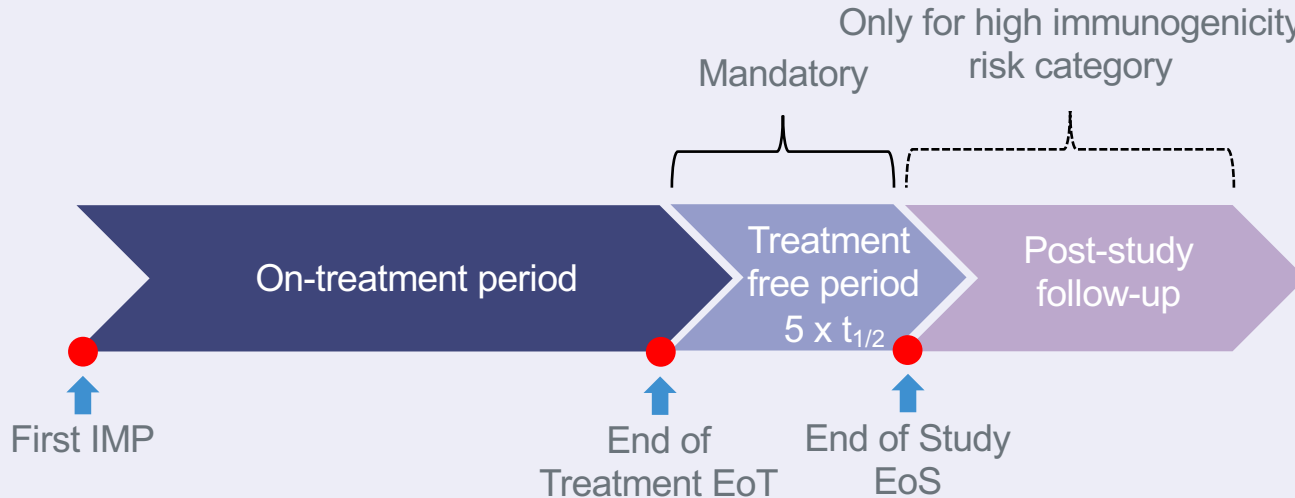 Only for high immunogenicity
risk category
Mandatory
On-treatment period
Treatment
free period
5 x t1/2
Post-study
follow-up
First IMP
End of
Treatment EoT
End of Study
EoS